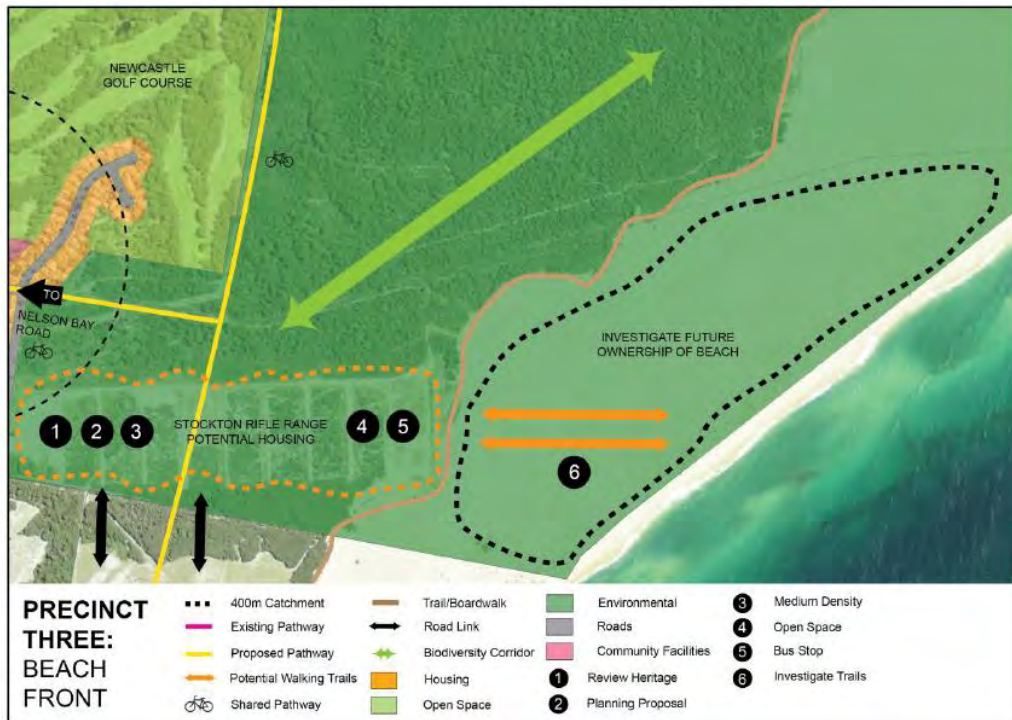 NEWCASTLE
GOLF COURSE
TO
NELSON BAY
ROAD
INVESTIGATE FUTURE
OWNERSHIP OF BEACH
1
2
3
STOCKTON RIFLE RANGE
POTENTIAL HOUSING
4
5
6
PRECINCT
THREE:
BEACH
FRONT
400m Catchment
Existing Pathway
Proposed Pathway
Potential Walking Trails
Shared Pathway
Trail/Boardwalk
Road Link
Biodiversity Corridor
Housing
Open Space
Environmental
Roads
Community Facilities
1 Review Heritage
2 Planning Proposal
3 Medium Density
4 Open Space
5 Bus Stop
6 Investigate Trails